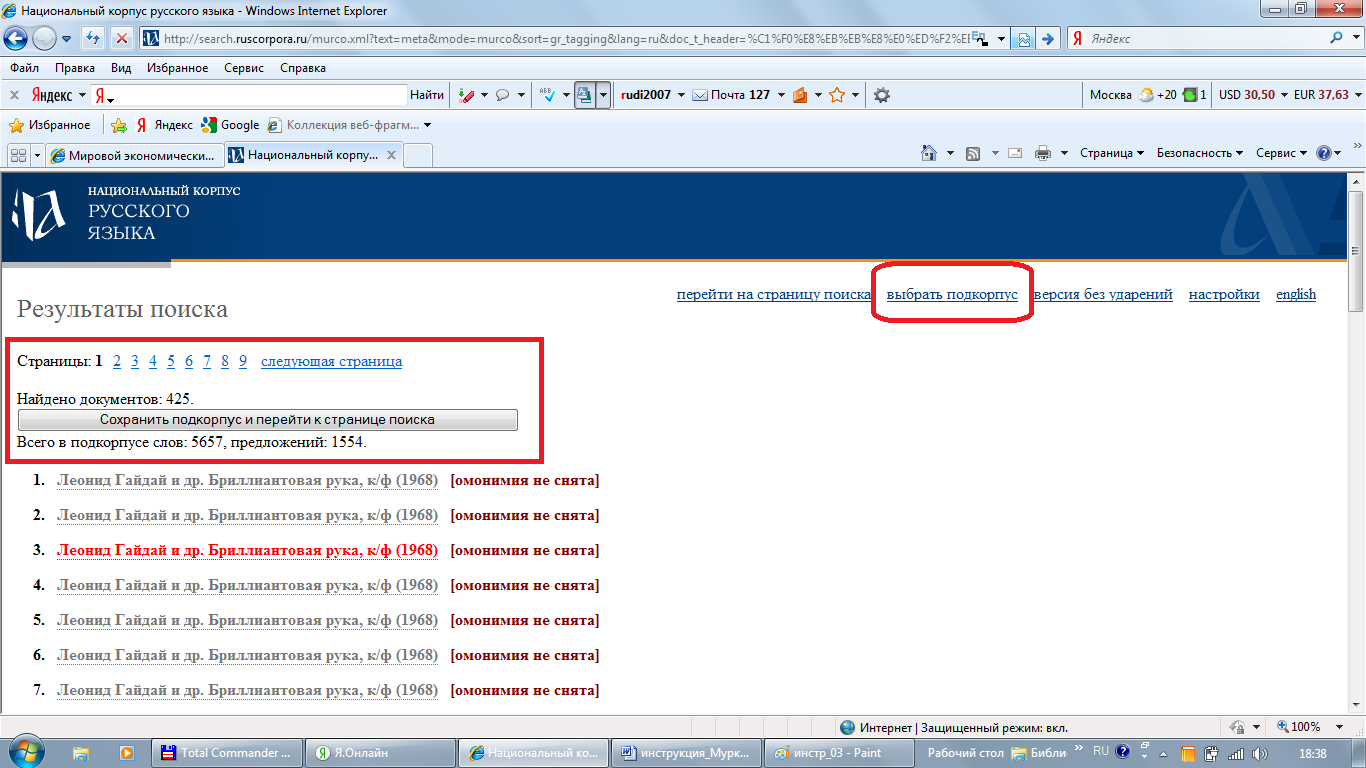 Национальный корпус русского языка - Windows Internet Explorer
http://search.ruscorpora.ru/murco.xml?text=meta&mode=murco&sort=gr_tagging&lang=ru&doc_t_header=%C1%F0%E8%EB%EB%E8%E0%ED%F2%E
Яндекс
Файл Правка Вид Избранное Сервис Справка
x Яндекс Я Найти ABC rudi2007 Почта 127 Москва +20 1 USD 30,50 EUR 37,63
Избранное Яндекс Google Коллекция веб-фрагм...
Мировой экономически... Национальный корпу... x Страница Безопасность Сервис
НАЦИОНАЛЬНЫЙ КОРПУС
РУССКОГО
ЯЗЫКА
перейти на страницу поиска выбрать подкорпус версия без ударений настройки english
Результаты поиска
Страницы: 1 2 3 4 5 6 7 8 9 следующая страница
Найдено документов: 425.
Сохранить подкорпус и перейти к странице поиска
Всего в подкорпусе слов: 5657, предложений: 1554.
1. Леонид Гайдай и др. Бриллиантовая рука, к/ф (1968) [омонимия не снята]
2. Леонид Гайдай и др. Бриллиантовая рука, к/ф (1968) [омонимия не снята]
3. Леонид Гайдай и др. Бриллиантовая рука, к/ф (1968) [омонимия не снята]
4. Леонид Гайдай и др. Бриллиантовая рука, к/ф (1968) [омонимия не снята]
5. Леонид Гайдай и др. Бриллиантовая рука, к/ф (1968) [омонимия не снята]
6. Леонид Гайдай и др. Бриллиантовая рука, к/ф (1968) [омонимия не снята]
7. Леонид Гайдай и др. Бриллиантовая рука, к/ф (1968) [омонимия не снята]
Интернет | Защищенный режим: вкл. 100%
Total Commander ... Я.Онлайн Национальный ко... инструкция_Мурк... инстр_03 - Paint Рабочий стол Библи » RU 18:38